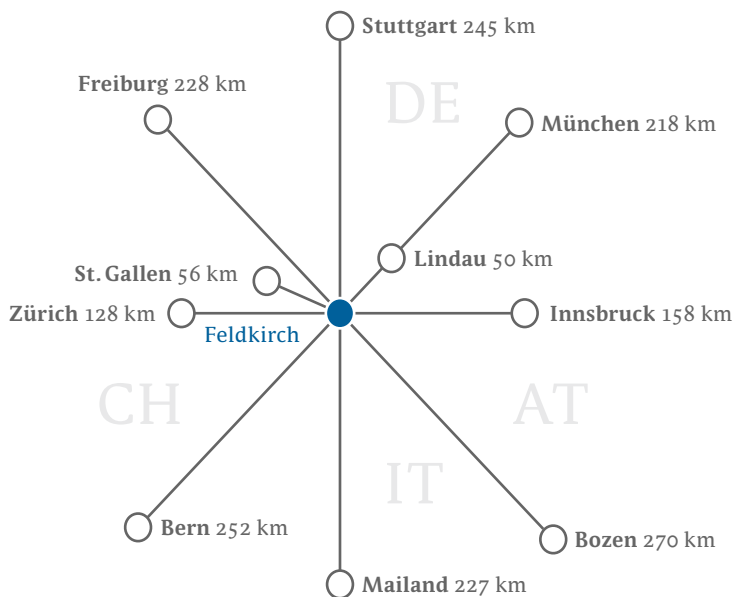 Stuttgart 245 km
Freiburg 228 km
DE
München 218 km
Lindau 50 km
St. Gallen 56 km
Zürich 128 km
Feldkirch
Innsbruck 158 km
CH
AT
IT
Bern 252 km
Bozen 270 km
Mailand 227 km